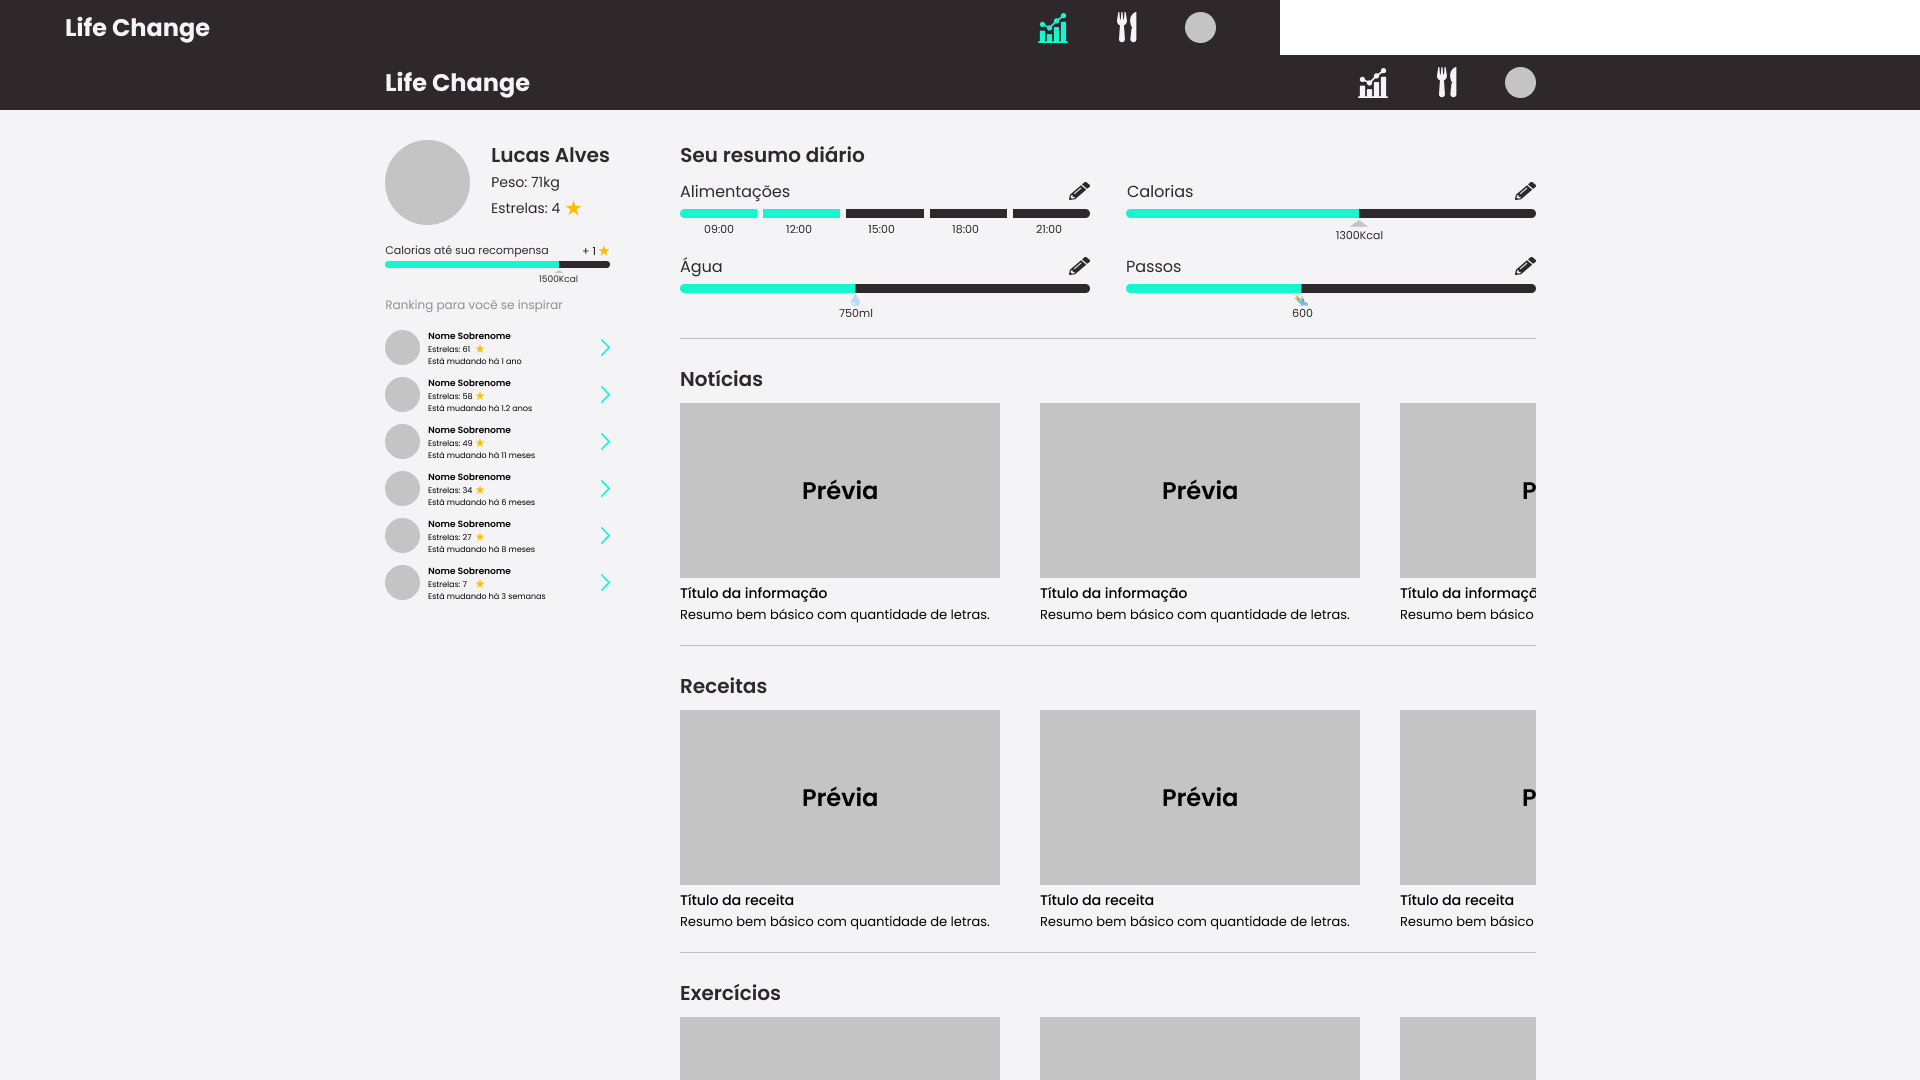 Life Change
Life Change
Lucas Alves
Peso: 71kg
Estrelas: 4
Calorias até sua recompensa
+ 1
1500Kcal
Ranking para você se inspirar
Nome Sobrenome
Estrelas: 61
Está mudando há 1 ano
Nome Sobrenome
Estrelas: 58
Está mudando há 1.2 anos
Nome Sobrenome
Estrelas: 49
Está mudando há 11 meses
Nome Sobrenome
Estrelas: 34
Está mudando há 6 meses
Nome Sobrenome
Estrelas: 27
Está mudando há 8 meses
Nome Sobrenome
Estrelas: 7
Está mudando há 3 semanas
Seu resumo diário
Alimentações
09:00 12:00 15:00 18:00 21:00
Calorias
1300Kcal
Água
750ml
Passos
600
Notícias
Prévia
Título da informação
Resumo bem básico com quantidade de letras.
Prévia
Título da informação
Resumo bem básico com quantidade de letras.
P
Título da informaçõ
Resumo bem básico
Receitas
Prévia
Título da receita
Resumo bem básico com quantidade de letras.
Prévia
Título da receita
Resumo bem básico com quantidade de letras.
P
Título da receita
Resumo bem básico
Exercícios